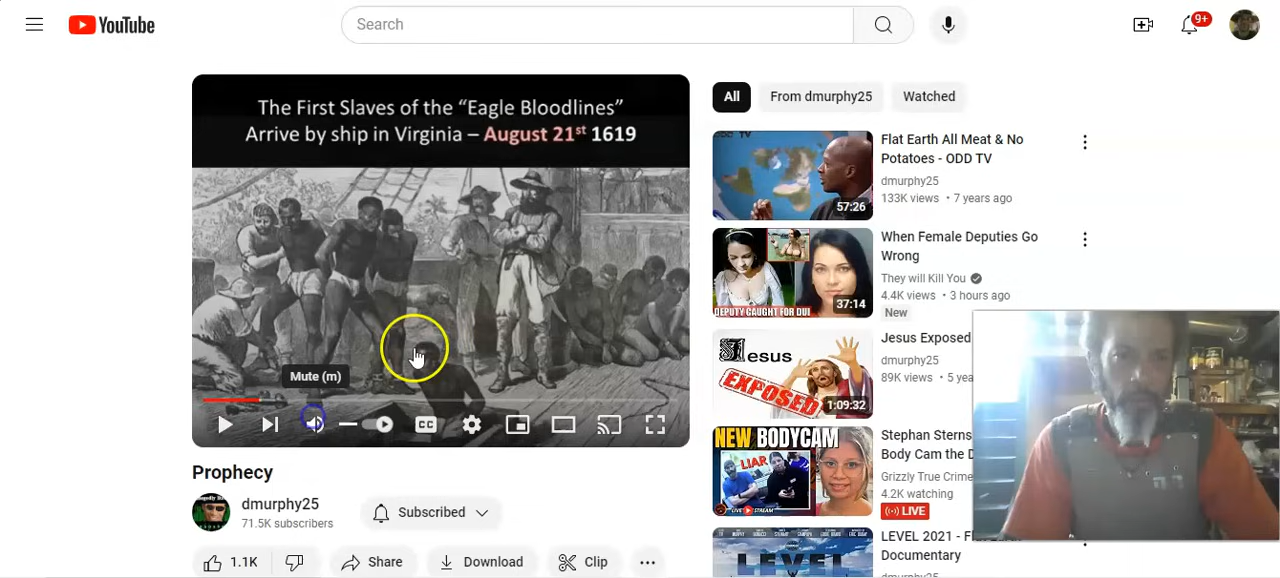 YouTube
Search
9+
The First Slaves of the “Eagle Bloodlines”
Arrive by ship in Virginia – August 21st 1619
Mute (m)
CC
Prophecy
dmurphy25
71.5K subscribers
Subscribed
1.1K
Share
Download
Clip
All
From dmurphy25
Watched
57:26
Flat Earth All Meat & No
Potatoes - ODD TV
dmurphy25
133K views • 7 years ago
DEPUTY CAUGHT FOR DUI
37:14
When Female Deputies Go
Wrong
They will Kill You
4.4K views • 3 hours ago
New
Jesus
EXPOSED
1:09:32
Jesus Exposed
dmurphy25
89K views • 5 yea
NEW BODYCAM
LIAR
LIVE STREAM
Stephan Sterns
Body Cam the D
Grizzly True Crime
4.2K watching
LIVE
LEVEL
LEVEL 2021 -
Documentary
dmurphy25